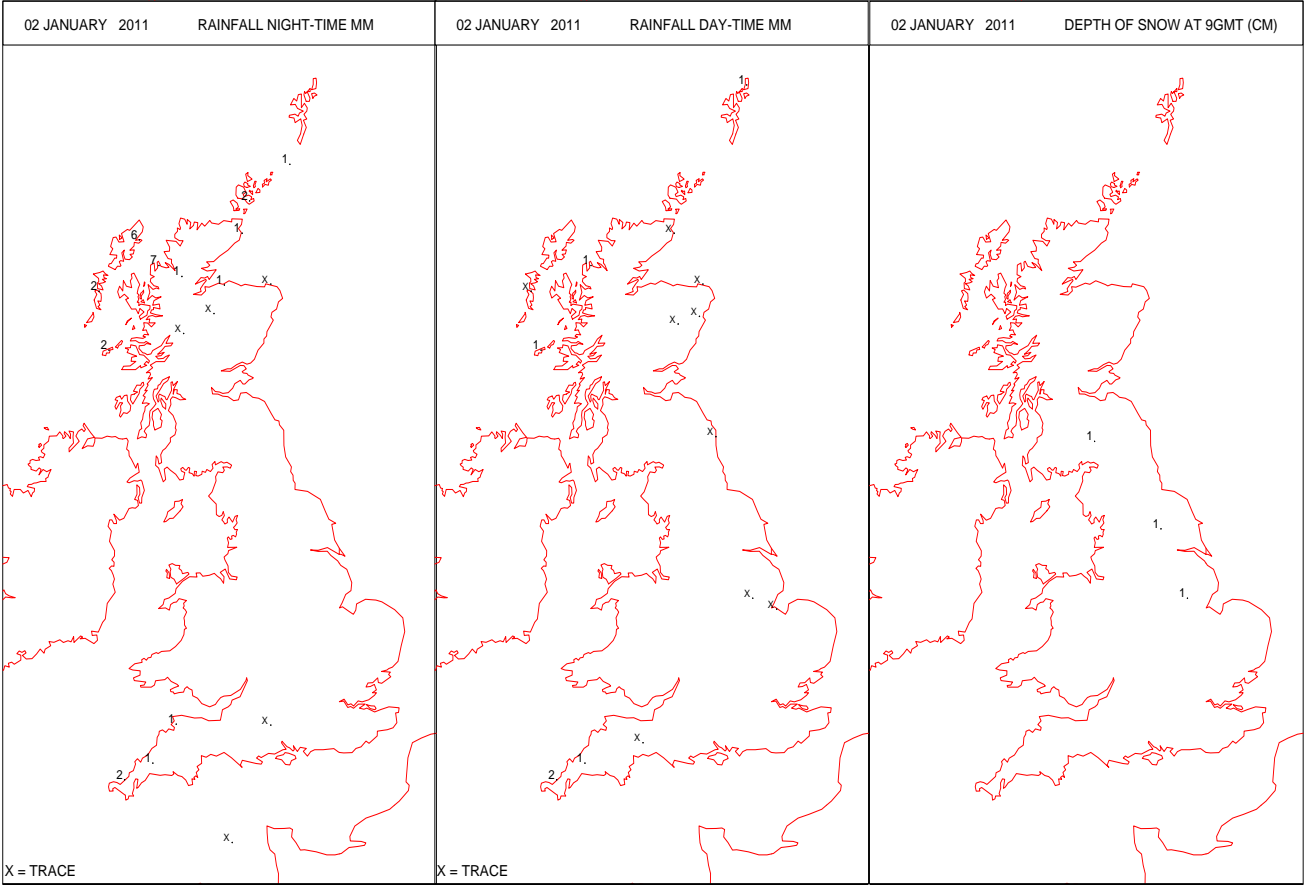 02 JANUARY 2011 RAINFALL NIGHT-TIME MM
1.
2.
1.
6.
7.
1.
1.
X.
2.
X.
X.
2.
1.
X.
1.
2.
X.
X = TRACE
02 JANUARY 2011 RAINFALL DAY-TIME MM
1.
X.
1.
X.
X.
X.
X.
1.
X.
X.
X.
X.
1.
2.
X = TRACE
02 JANUARY 2011 DEPTH OF SNOW AT 9GMT (CM)
1.
1.
1.